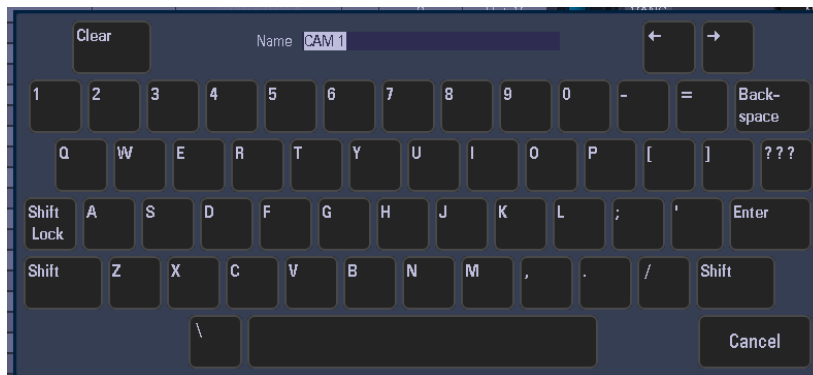 Clear Name CAM 1 ← →
1 2 3 4 5 6 7 8 9 0 - = Back-
space
Q W E R T Y U I O P [ ] ???
Shift A S D F G H J K L ; ' Enter
Lock
Shift Z X C V B N M , . / Shift
\ Cancel